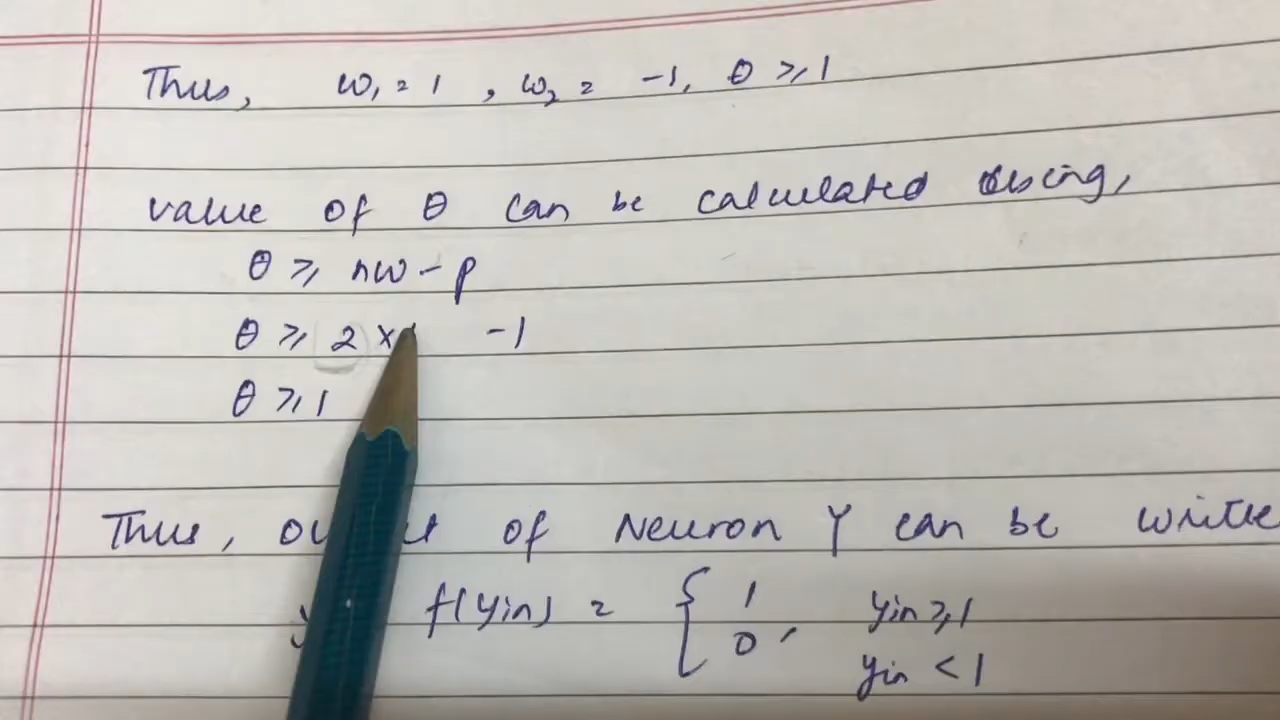 Thus, w₁ = 1, w₂ = -1, θ ≥ 1
value of θ can be calculated using,
θ ≥ nw - p
θ ≥ 2 × -1
θ ≥ 1
Thus, of Neuron Y can be
f(yin) = { 1, yin ≥ 1
0, yin < 1